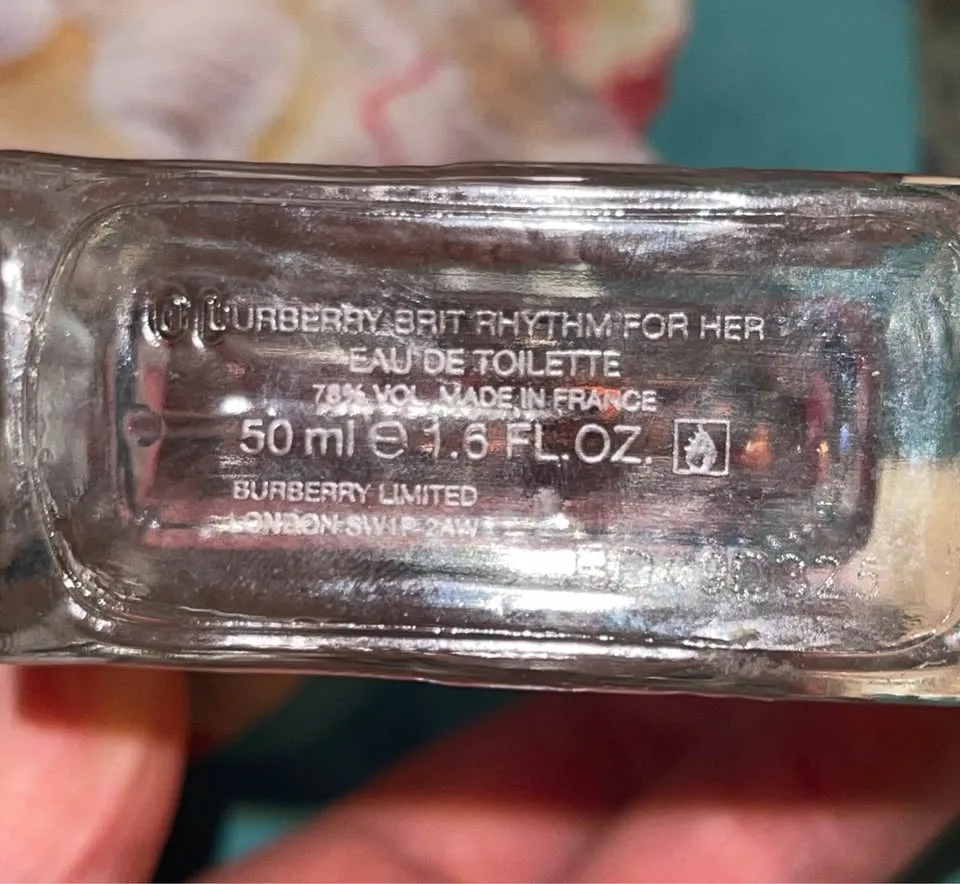 BURBERRY BRIT RHYTHM FOR HER
EAU DE TOILETTE
78% VOL. MADE IN FRANCE
50 ml e 1.6 FL.OZ.
BURBERRY LIMITED
LONDON SW1P 2AW